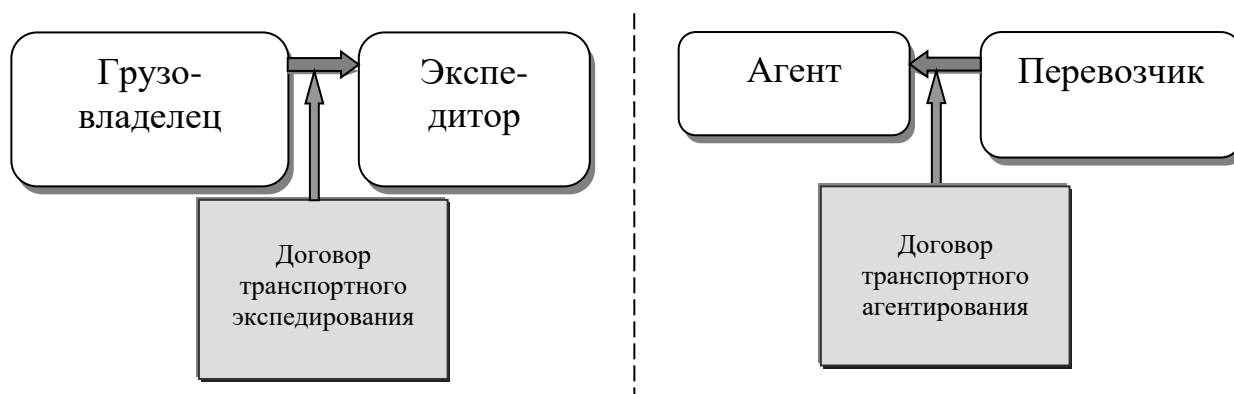 Грузо-
владелец
Экспе-
дитор
Договор
транспортного
экспедирования
Агент
Перевозчик
Договор
транспортного
агентирования